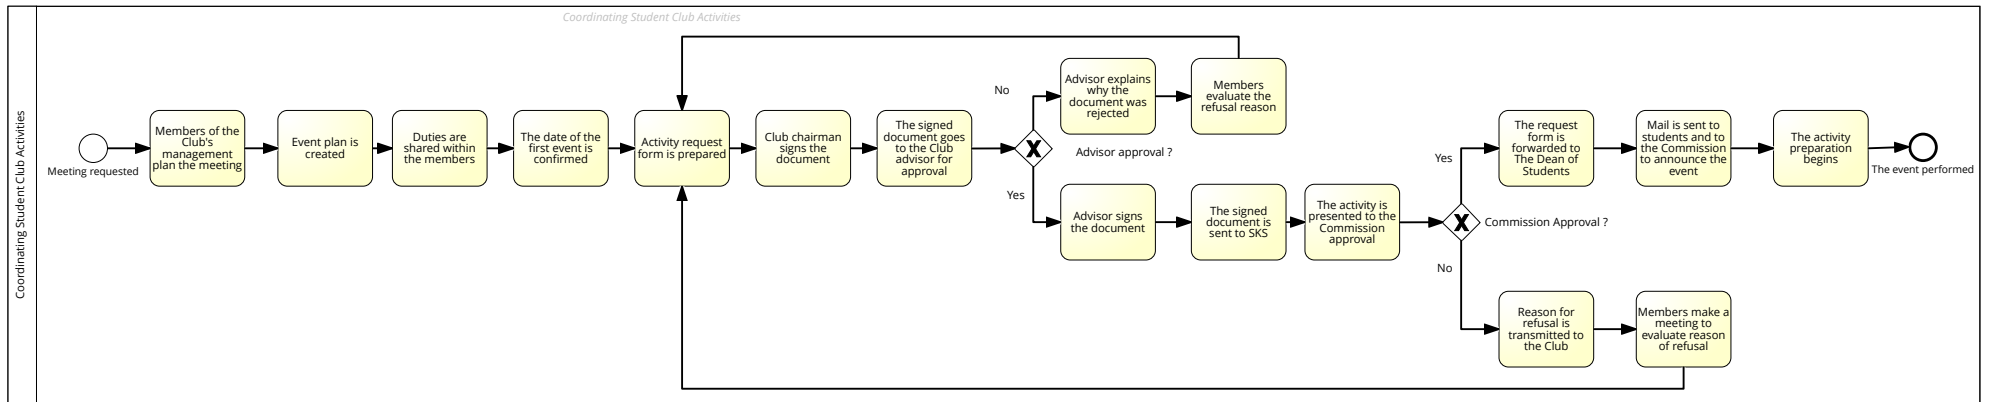 Coordinating Student Club Activities
Coordinating Student Club Activities
Meeting requested
Members of the
Club's
management
plan the meeting
Event plan is
created
Duties are
shared within
the members
The date of the
first event is
confirmed
Activity request
form is prepared
Club chairman
signs the
document
The signed
document goes
to the Club
advisor for
approval
Advisor approval ?
No
Advisor explains
why the
document was
rejected
Members
evaluate the
refusal reason
Yes
Advisor signs
the document
The signed
document is
sent to SKS
The activity is
presented to the
Commission
approval
Commission Approval ?
Yes
The request
form is
forwarded to
The Dean of
Students
Mail is sent to
students and to
the Commission
to announce the
event
The activity
preparation
begins
The event performed
No
Reason for
refusal is
transmitted to
the Club
Members make a
meeting to
evaluate reason
of refusal